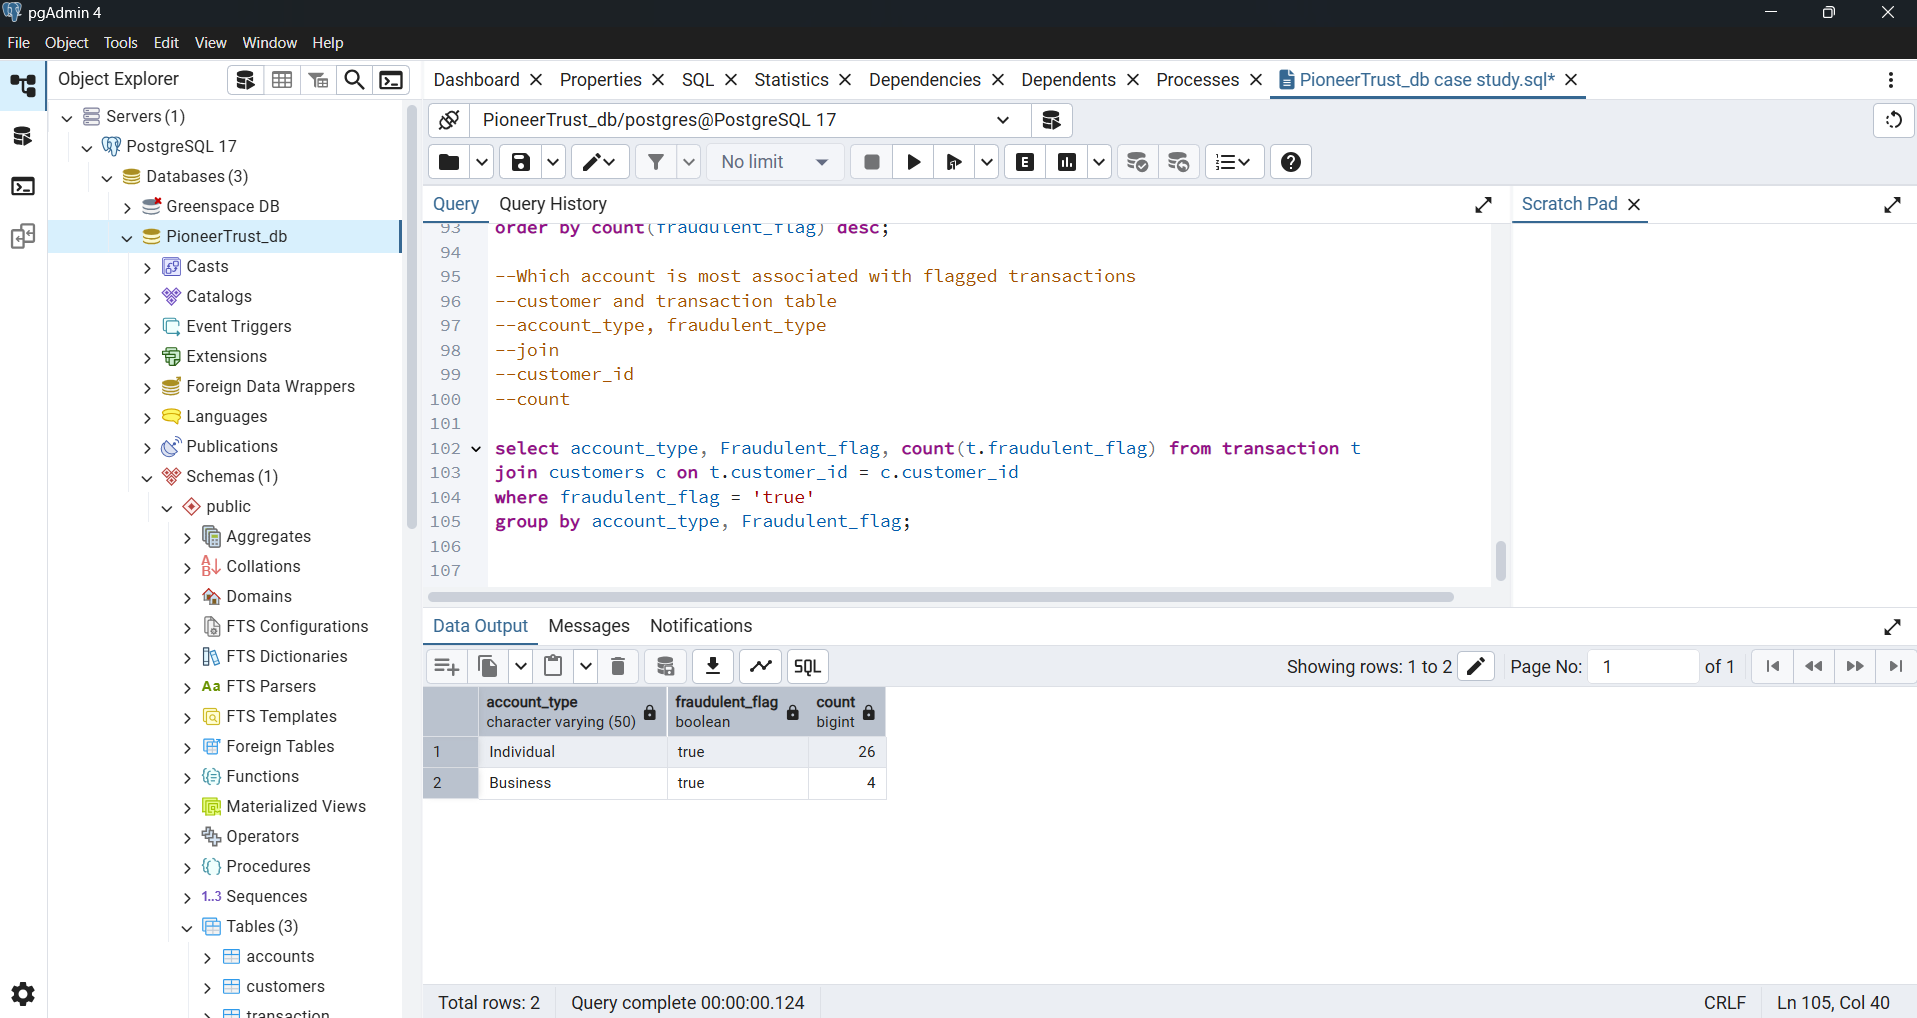 pgAdmin 4
File Object Tools Edit View Window Help
Object Explorer
Dashboard Properties SQL Statistics Dependencies Dependents Processes PioneerTrust_db case study.sql*
Servers (1)
PostgreSQL 17
Databases (3)
Greenspace DB
PioneerTrust_db
Casts
Catalogs
Event Triggers
Extensions
Foreign Data Wrappers
Languages
Publications
Schemas (1)
public
Aggregates
Collations
Domains
FTS Configurations
FTS Dictionaries
Aa FTS Parsers
FTS Templates
Foreign Tables
Functions
Materialized Views
Operators
Procedures
1..3 Sequences
Tables (3)
accounts
customers
transaction
PioneerTrust_db/postgres@PostgreSQL 17
No limit
E
Query Query History
Scratch Pad
93 order by count(fraudulent_flag) desc;
94
95 --Which account is most associated with flagged transactions
96 --customer and transaction table
97 --account_type, fraudulent_type
98 --join
99 --customer_id
100 --count
101
102 select account_type, Fraudulent_flag, count(t.fraudulent_flag) from transaction t
103 join customers c on t.customer_id = c.customer_id
104 where fraudulent_flag = 'true'
105 group by account_type, Fraudulent_flag;
106
107
Data Output Messages Notifications
SQL
Showing rows: 1 to 2 Page No: 1 of 1
account_type fraudulent_flag count
character varying (50) boolean bigint
1 Individual true 26
2 Business true 4
Total rows: 2 Query complete 00:00:00.124 CRLF Ln 105, Col 40